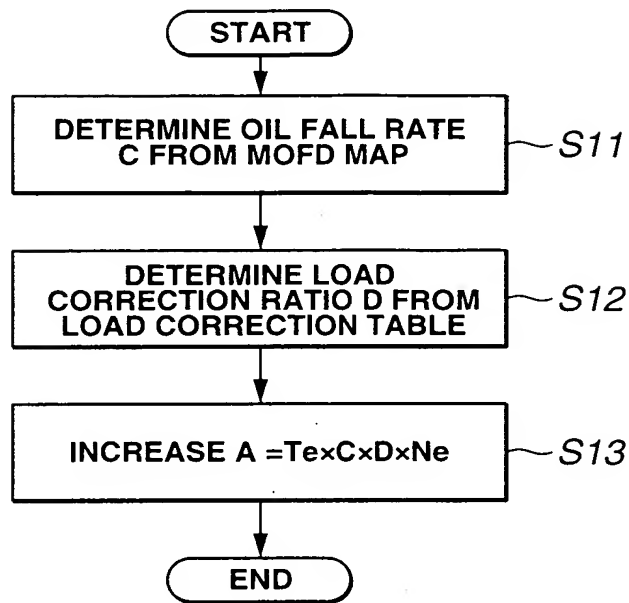 START
DETERMINE OIL FALL RATE
C FROM MOFD MAP
S11
DETERMINE LOAD
CORRECTION RATIO D FROM
LOAD CORRECTION TABLE
S12
INCREASE A =Te×C×D×Ne
S13
END